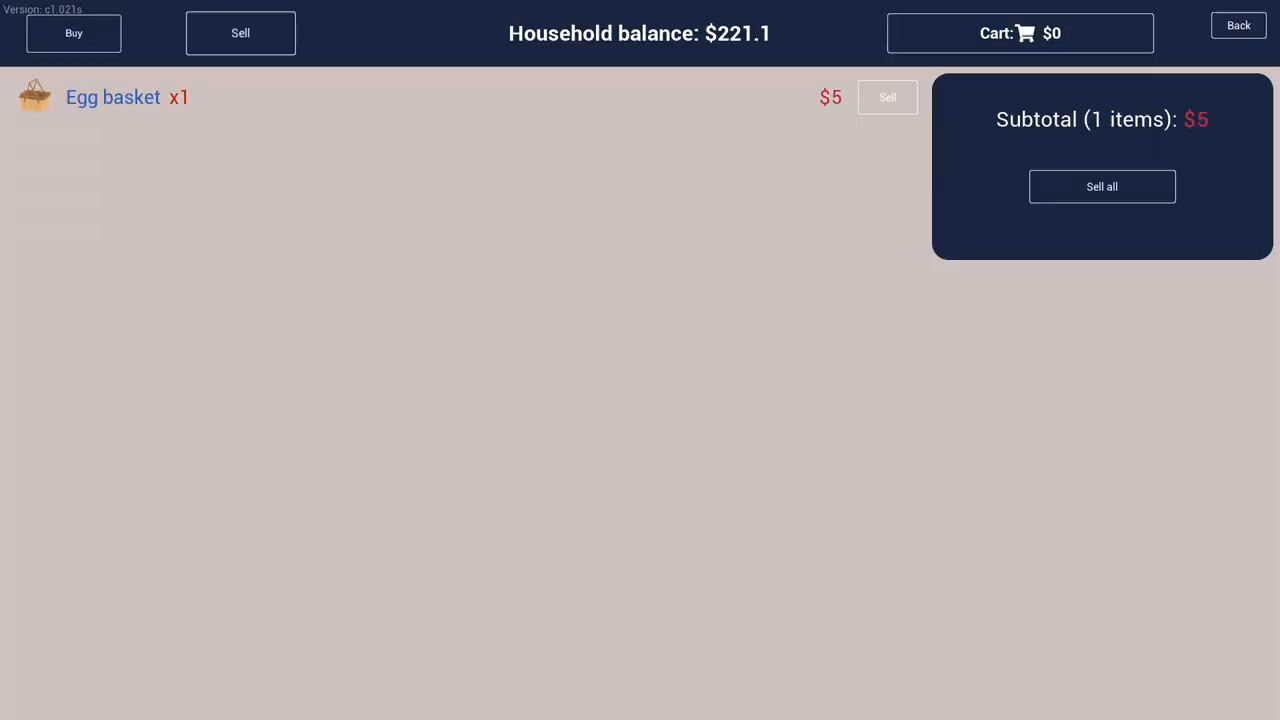 Version: c1.021s
Buy
Sell
Household balance: $221.1
Cart: $0
Back
Egg basket x1
$5
Sell
Subtotal (1 items): $5
Sell all